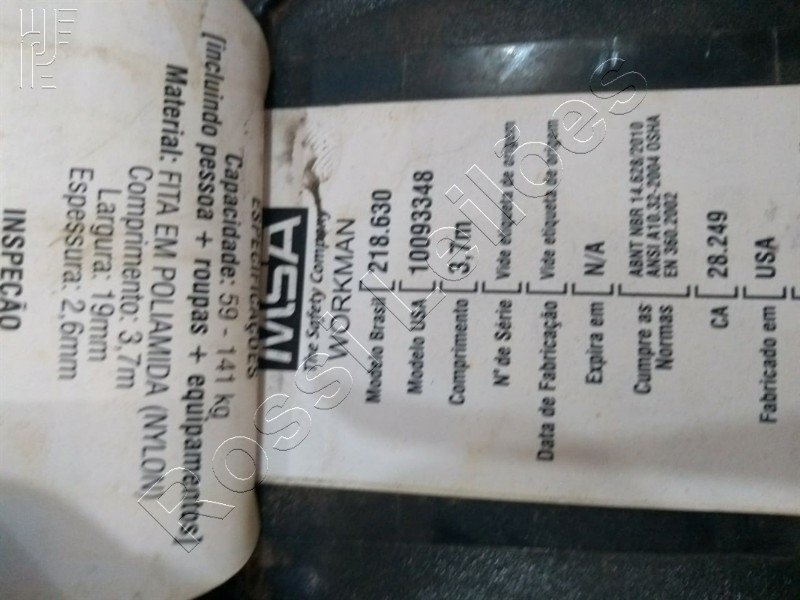 ESPECIFICAÇÕES
Capacidade: 59 - 141 kg
[incluindo pessoa + roupas + equipamentos]
Material: FITA EM POLIAMIDA (NYLON)
Comprimento: 3,7m
Largura: 19mm
Espessura: 2,6mm
INSPEÇÃO
MSA
The Safety Company
WORKMAN
Modelo Brasil [218.630
Modelo USA [10093348
Comprimento [3,7m
N° de Série [Vide etiqueta de origem
Data de Fabricação [Vide etiqueta de origem
Expira em [N/A
Cumpre as Normas [ABNT NBR 14.628/2010
ANSI A10.32-2004 OSHA
EN 360.2002
CA [28.249
Fabricado em [USA
Rossi Leilões